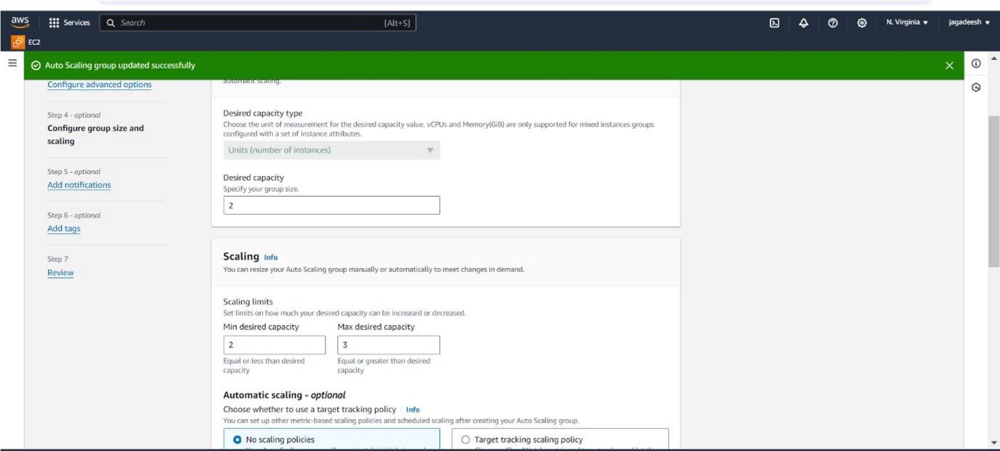 aws
Services
Search
[Alt+S]
N. Virginia
jagadeesh
EC2
Auto Scaling group updated successfully
Configure advanced options
Step 4 - optional
Configure group size and
scaling
Step 5 - optional
Add notifications
Step 6 - optional
Add tags
Step 7
Review
automatic scaling.
Desired capacity type
Choose the unit of measurement for the desired capacity value. vCPUs and Memory(GiB) are only supported for mixed instances groups
configured with a set of instance attributes.
Units (number of instances)
Desired capacity
Specify your group size.
2
Scaling Info
You can resize your Auto Scaling group manually or automatically to meet changes in demand.
Scaling limits
Set limits on how much your desired capacity can be increased or decreased.
Min desired capacity
Max desired capacity
2
3
Equal or less than desired
capacity
Equal or greater than desired
capacity
Automatic scaling - optional
Choose whether to use a target tracking policy Info
You can set up other metric-based scaling policies and scheduled scaling after creating your Auto Scaling group.
No scaling policies
Target tracking scaling policy